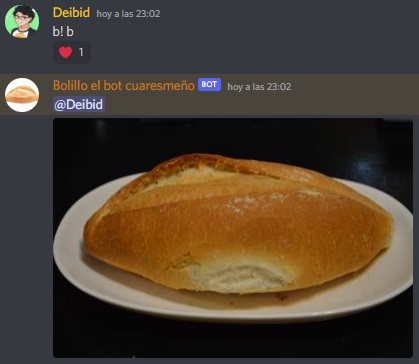 Deibid hoy a las 23:02
b! b
❤️ 1
Bolillo el bot cuaresmeño BOT hoy a las 23:02
@Deibid